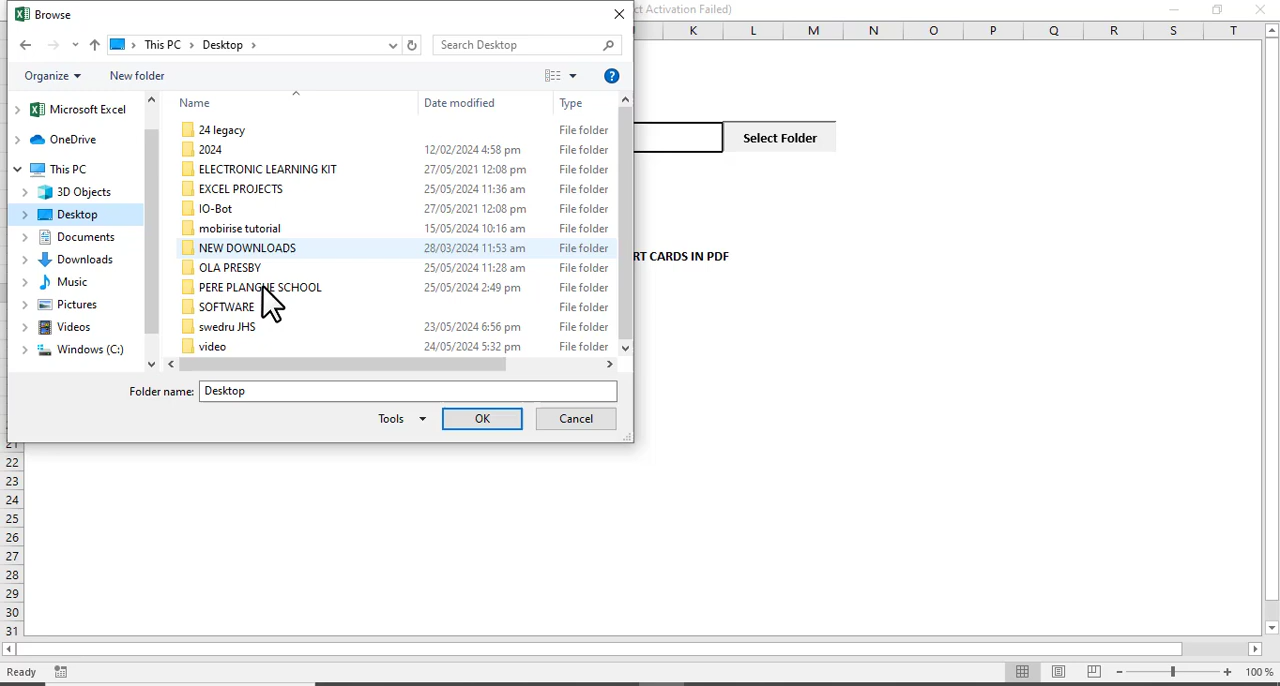 Browse
ct Activation Failed)
This PC > Desktop >
Search Desktop
Organize
New folder
Microsoft Excel
OneDrive
This PC
3D Objects
Desktop
Documents
Downloads
Music
Pictures
Videos
Windows (C:)
Name Date modified Type
24 legacy File folder
2024 12/02/2024 4:58 pm File folder
ELECTRONIC LEARNING KIT 27/05/2021 12:08 pm File folder
EXCEL PROJECTS 25/05/2024 11:36 am File folder
IO-Bot 27/05/2021 12:08 pm File folder
mobirise tutorial 15/05/2024 10:16 am File folder
NEW DOWNLOADS 28/03/2024 11:53 am File folder
OLA PRESBY 25/05/2024 11:28 am File folder
PERE PLANQUE SCHOOL 25/05/2024 2:49 pm File folder
SOFTWARE File folder
swedru JHS 23/05/2024 6:56 pm File folder
video 24/05/2024 5:32 pm File folder
Folder name: Desktop
Tools OK Cancel
K L M N O P Q R S T
Select Folder
RT CARDS IN PDF
21
22
23
24
25
26
27
28
29
30
31
Ready
100 %